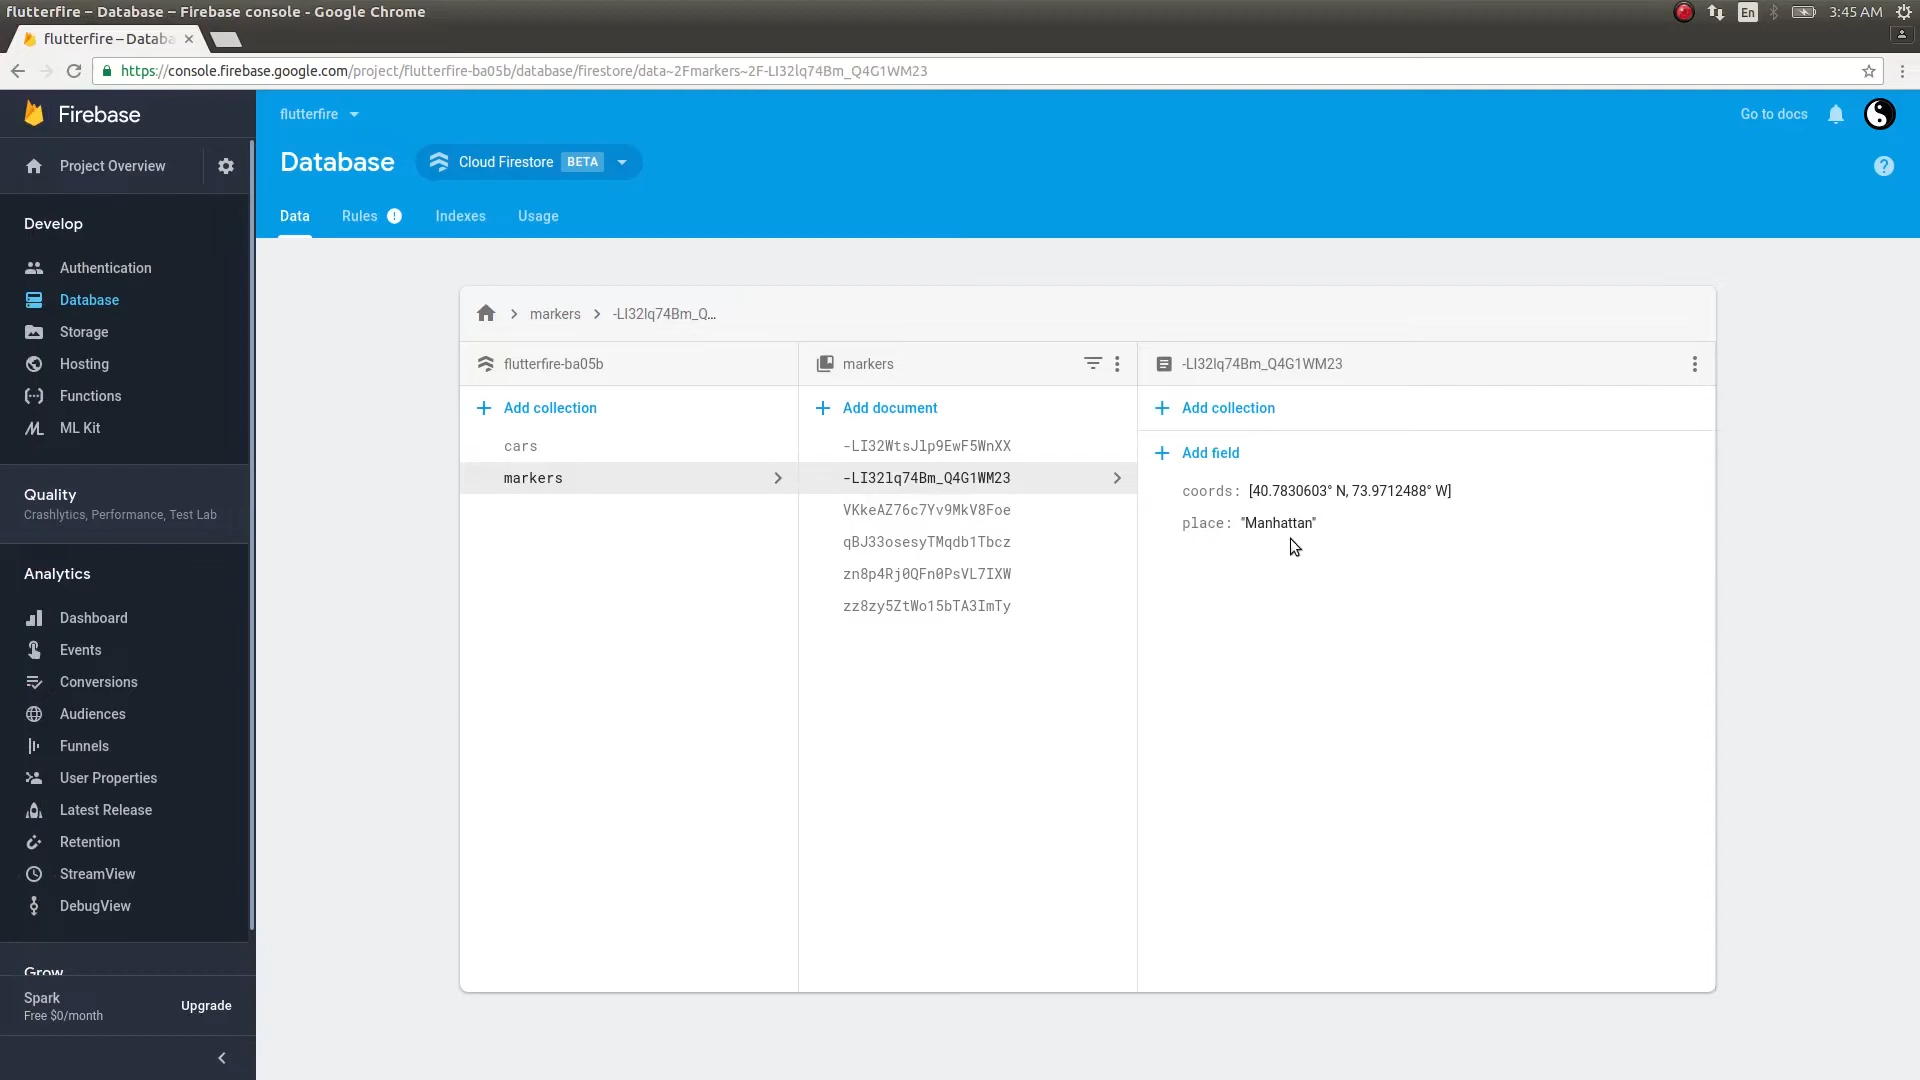 flutterfire – Database – Firebase console - Google Chrome
En
3:45 AM
flutterfire – Databa
https://console.firebase.google.com/project/flutterfire-ba05b/database/firestore/data~2Fmarkers~2F-LI32lq74Bm_Q4G1WM23
Firebase
flutterfire
Go to docs
Project Overview
Database
Cloud Firestore BETA
?
Data
Rules !
Indexes
Usage
Develop
Authentication
Database
Storage
Hosting
Functions
ML Kit
Quality
Crashlytics, Performance, Test Lab
Analytics
Dashboard
Events
Conversions
Audiences
Funnels
User Properties
Latest Release
Retention
StreamView
DebugView
Grow
Spark
Free $0/month
Upgrade
markers
-LI32lq74Bm_Q...
flutterfire-ba05b
Add collection
cars
markers
markers
Add document
-LI32WtsJlp9EwF5WnXX
-LI32lq74Bm_Q4G1WM23
VKkeAZ76c7Yv9MkV8Foe
qBJ33osesyTMqdb1Tbcz
zn8p4Rj0QFn0PsVL7IXW
zz8zy5ZtWo15bTA3ImTy
-LI32lq74Bm_Q4G1WM23
Add collection
Add field
coords: [40.7830603° N, 73.9712488° W]
place: "Manhattan"